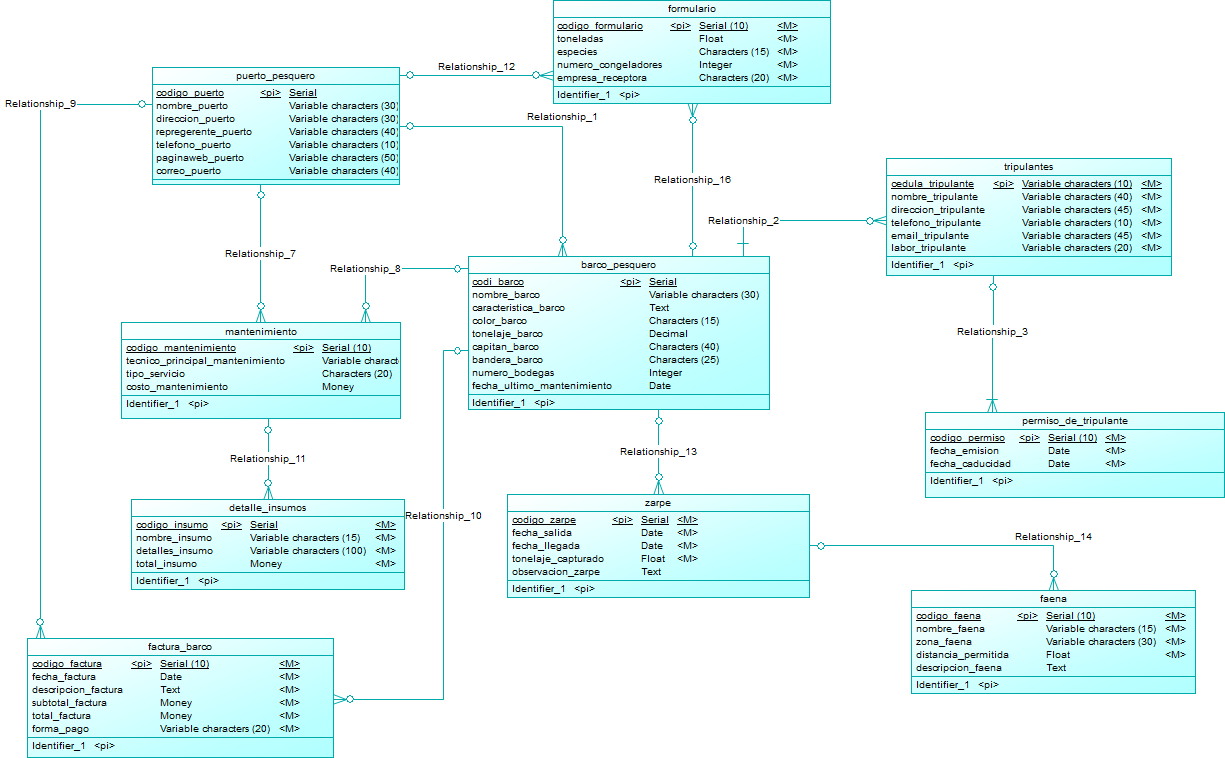 formulario
codigo_formulario <pi> Serial (10) <M>
toneladas Float <M>
especies Characters (15) <M>
numero_congeladores Integer <M>
empresa_receptora Characters (20) <M>
Identifier_1 <pi>
Relationship_12
puerto_pesquero
codigo_puerto <pi> Serial
nombre_puerto Variable characters (30)
direccion_puerto Variable characters (30)
repregerente_puerto Variable characters (40)
telefono_puerto Variable characters (10)
paginaweb_puerto Variable characters (50)
correo_puerto Variable characters (40)
Relationship_9
Relationship_1
Relationship_16
tripulantes
cedula_tripulante <pi> Variable characters (10) <M>
nombre_tripulante Variable characters (40) <M>
direccion_tripulante Variable characters (45) <M>
telefono_tripulante Variable characters (10) <M>
email_tripulante Variable characters (45) <M>
labor_tripulante Variable characters (20) <M>
Identifier_1 <pi>
Relationship_2
Relationship_7
Relationship_8
barco_pesquero
codi_barco <pi> Serial
nombre_barco Variable characters (30)
caracteristica_barco Text
color_barco Characters (15)
tonelaje_barco Decimal
capitan_barco Characters (40)
bandera_barco Characters (25)
numero_bodegas Integer
fecha_ultimo_mantenimiento Date
Identifier_1 <pi>
Relationship_3
mantenimiento
codigo_mantenimiento <pi> Serial (10)
tecnico_principal_mantenimiento Variable charact
tipo_servicio Characters (20)
costo_mantenimiento Money
Identifier_1 <pi>
permiso_de_tripulante
codigo_permiso <pi> Serial (10) <M>
fecha_emision Date <M>
fecha_caducidad Date <M>
Identifier_1 <pi>
Relationship_11
Relationship_13
detalle_insumos
codigo_insumo <pi> Serial <M>
nombre_insumo Variable characters (15) <M>
detalles_insumo Variable characters (100) <M>
total_insumo Money <M>
Identifier_1 <pi>
Relationship_10
zarpe
codigo_zarpe <pi> Serial <M>
fecha_salida Date <M>
fecha_llegada Date <M>
tonelaje_capturado Float <M>
observacion_zarpe Text
Identifier_1 <pi>
Relationship_14
faena
codigo_faena <pi> Serial (10) <M>
nombre_faena Variable characters (15) <M>
zona_faena Variable characters (30) <M>
distancia_permitida Float <M>
descripcion_faena Text
Identifier_1 <pi>
factura_barco
codigo_factura <pi> Serial (10) <M>
fecha_factura Date <M>
descripcion_factura Text <M>
subtotal_factura Money <M>
total_factura Money <M>
forma_pago Variable characters (20) <M>
Identifier_1 <pi>